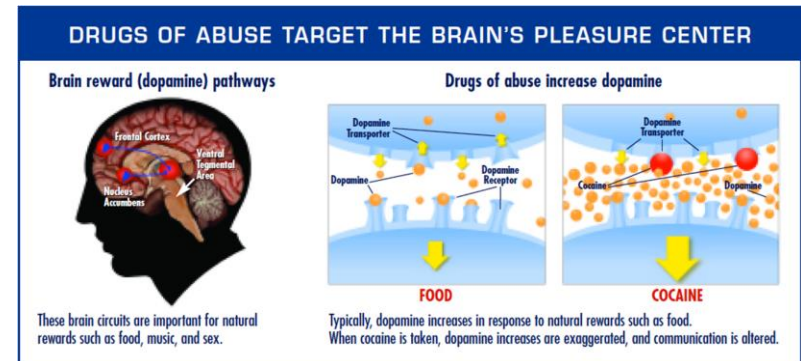 DRUGS OF ABUSE TARGET THE BRAIN'S PLEASURE CENTER
Brain reward (dopamine) pathways
Frontal Cortex
Ventral
Tegmental
Area
Nucleus
Accumbens
These brain circuits are important for natural
rewards such as food, music, and sex.
Drugs of abuse increase dopamine
Dopamine
Transporter
Dopamine
Dopamine
Receptor
FOOD
Dopamine
Transporter
Cocaine
Dopamine
COCAINE
Typically, dopamine increases in response to natural rewards such as food.
When cocaine is taken, dopamine increases are exaggerated, and communication is altered.